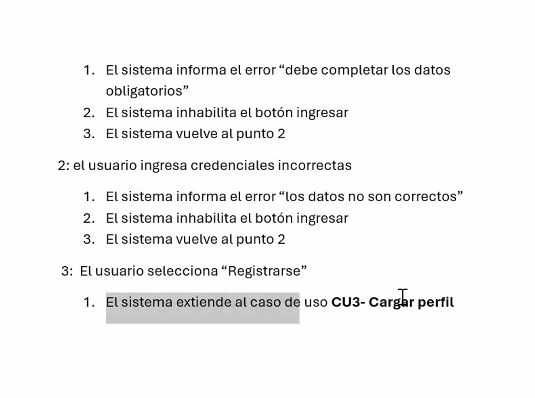 1. El sistema informa el error “debe completar los datos
obligatorios”
2. El sistema inhabilita el botón ingresar
3. El sistema vuelve al punto 2
2: el usuario ingresa credenciales incorrectas
1. El sistema informa el error “los datos no son correctos”
2. El sistema inhabilita el botón ingresar
3. El sistema vuelve al punto 2
3: El usuario selecciona “Registrarse”
1. El sistema extiende al caso de uso CU3- Cargar perfil